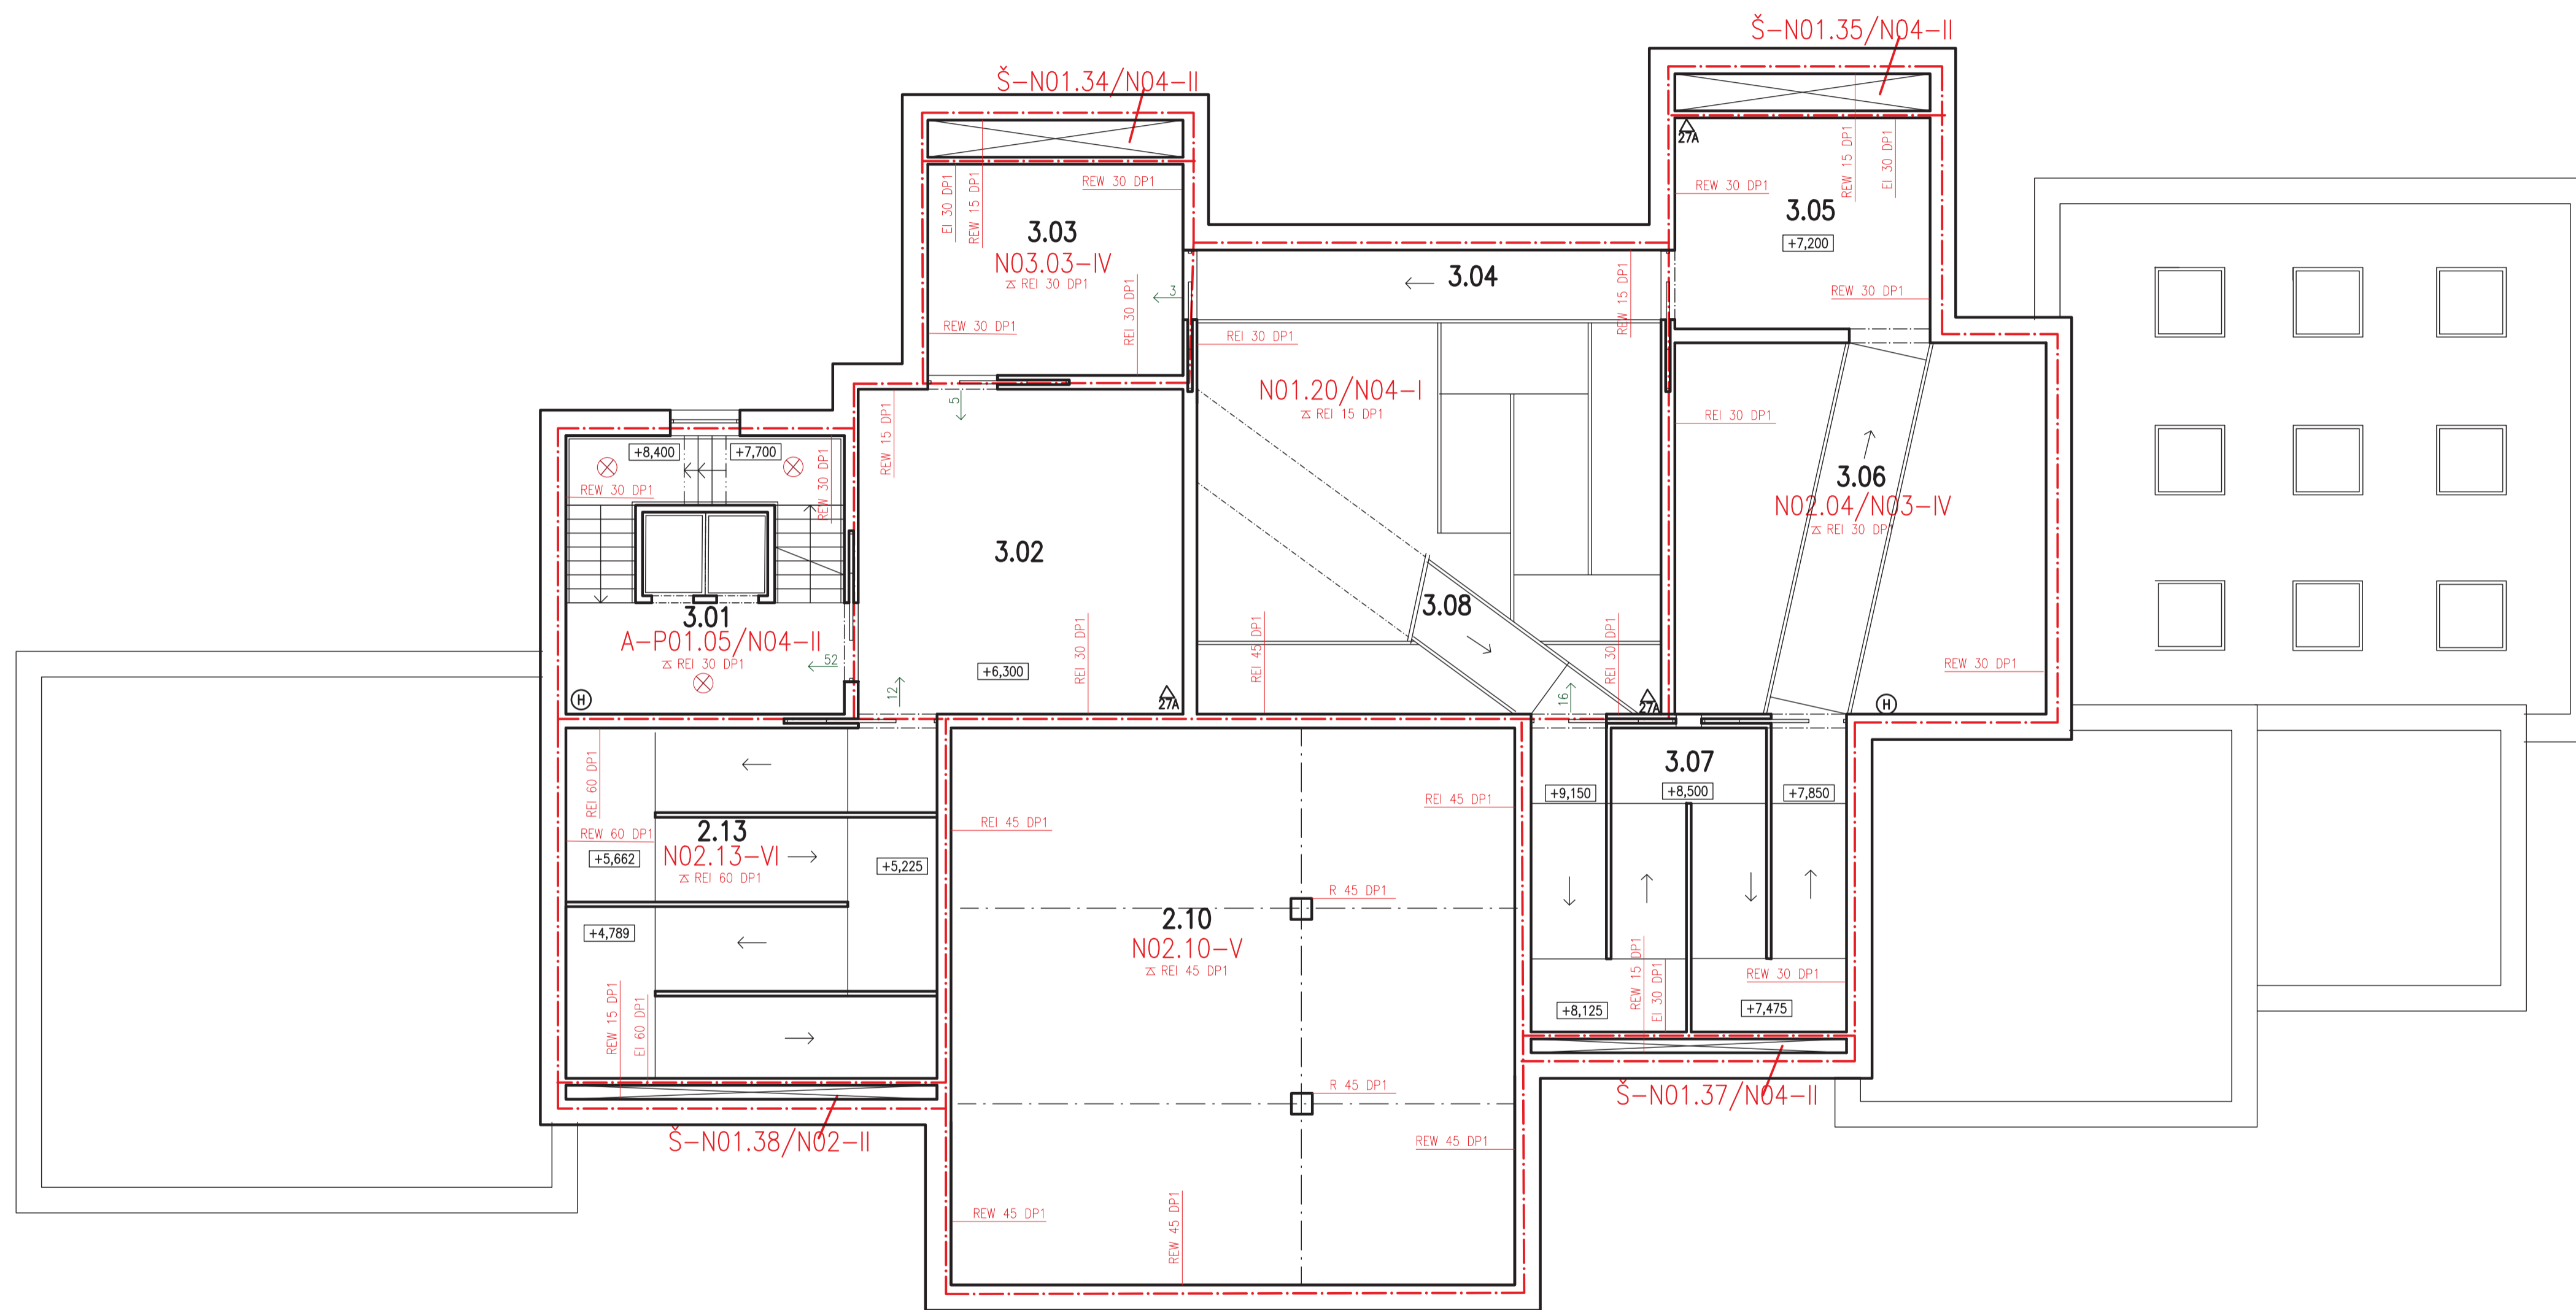 Š-N01.35/N04-II
Š-N01.34/N04-II
27A
REW 15 DP1
EI 30 DP1
REW 30 DP1
3.05
+7,200
REW 30 DP1
EI 30 DP1
REW 15 DP1
REW 30 DP1
3.03
N03.03-IV
REI 30 DP1
REI 30 DP1
REW 30 DP1
3
3.04
REW 15 DP1
REI 30 DP1
N01.20/N04-I
REI 15 DP1
5
REW 15 DP1
REI 30 DP1
3.06
N02.04/N03-IV
REI 30 DP1
REW 30 DP1
H
+8,400
+7,700
REW 30 DP1
REW 30 DP1
3.01
A-P01.05/N04-II
REI 30 DP1
52
H
3.02
+6,300
12
REI 30 DP1
27A
REI 45 DP1
3.08
REI 30 DP1
16
27A
REI 60 DP1
REW 60 DP1
2.13
N02.13-VI
REI 60 DP1
+5,662
+5,225
+4,789
REW 15 DP1
EI 60 DP1
Š-N01.38/N02-II
REI 45 DP1
REI 45 DP1
R 45 DP1
2.10
N02.10-V
REI 45 DP1
R 45 DP1
REW 45 DP1
REW 45 DP1
REW 45 DP1
3.07
+9,150
+8,500
+7,850
REW 15 DP1
EI 30 DP1
REW 30 DP1
+8,125
+7,475
Š-N01.37/N04-II